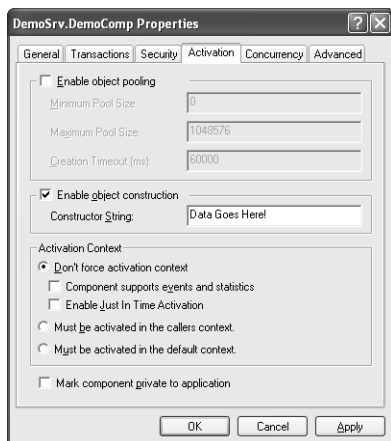 DemoSrv.DemoComp Properties
General Transactions Security Activation Concurrency Advanced
Enable object pooling
Minimum Pool Size: 0
Maximum Pool Size: 1048576
Creation Timeout (ms): 60000
Enable object construction
Constructor String: Data Goes Here!
Activation Context
Don't force activation context
Component supports events and statistics
Enable Just In Time Activation
Must be activated in the callers context.
Must be activated in the default context.
Mark component private to application
OK Cancel Apply